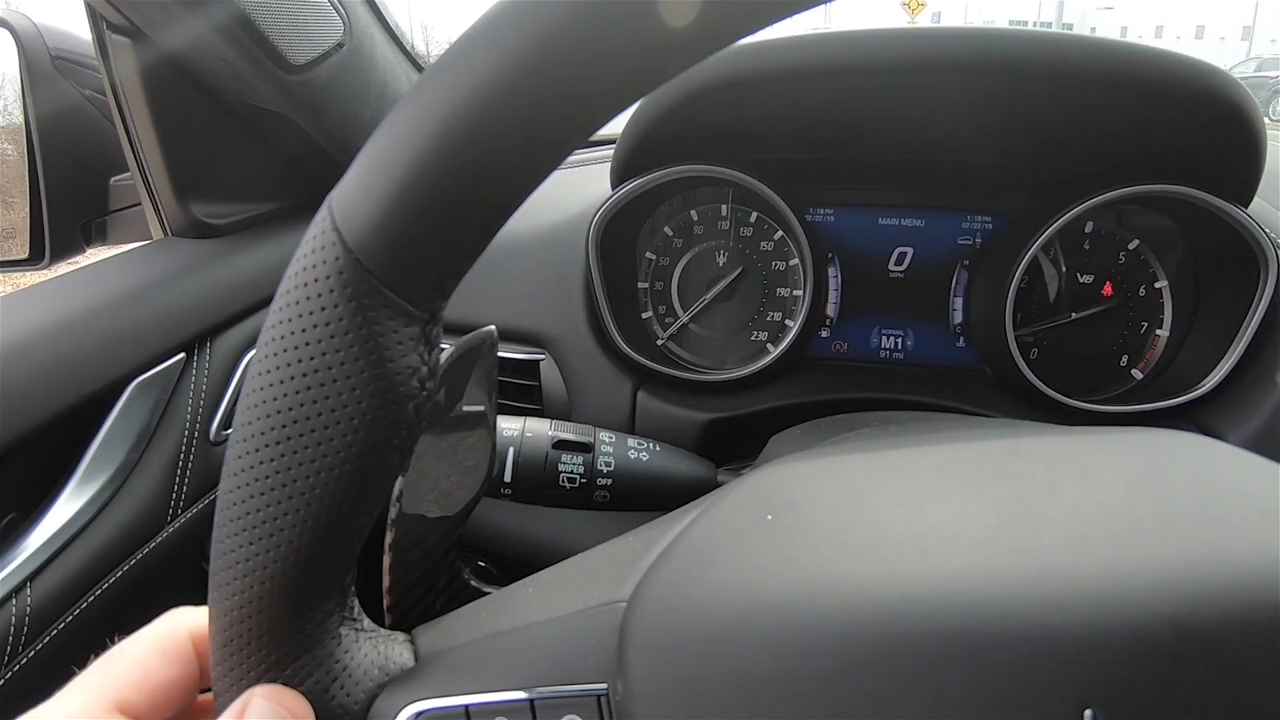 10
30
50
70
90
110
130
150
170
190
210
230
1:18 PM
02/22/19
MAIN MENU
1:18 PM
02/22/19
0
MPH
E
H
C
NORMAL
M1
91 mi
0
2
3
4
5
6
7
8
V8
MIST
OFF
LO
REAR
WIPER
ON
OFF